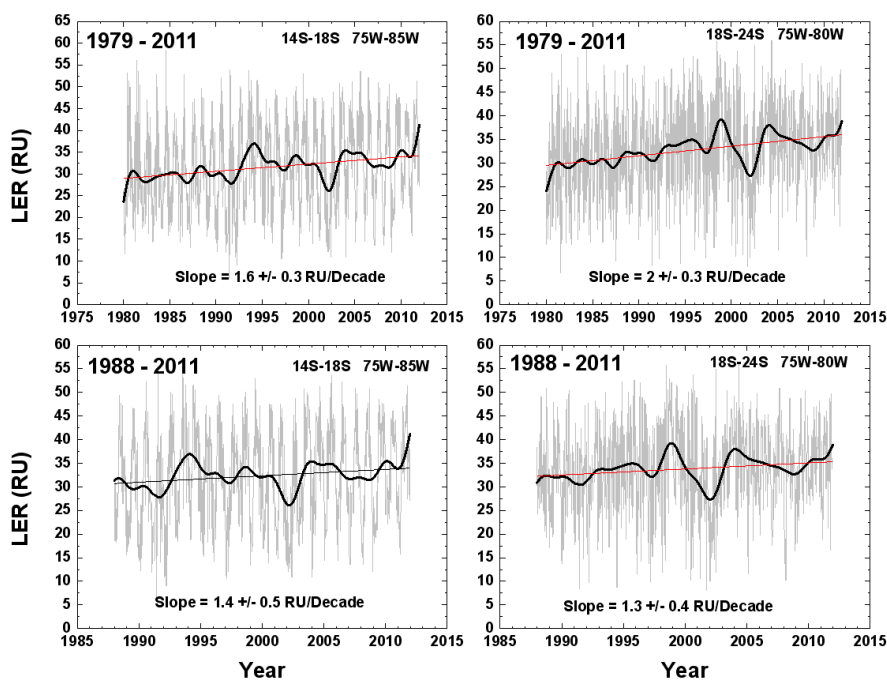 65
60
55
50
45
40
35
30
25
20
15
10
5
0
LER (RU)
1979 - 2011
14S-18S 75W-85W
Slope = 1.6 +/- 0.3 RU/Decade
1975 1980 1985 1990 1995 2000 2005 2010 2015
60
55
50
45
40
35
30
25
20
15
10
5
0
1979 - 2011
18S-24S 75W-80W
Slope = 2 +/- 0.3 RU/Decade
1975 1980 1985 1990 1995 2000 2005 2010 2015
60
55
50
45
40
35
30
25
20
15
10
5
0
LER (RU)
1988 - 2011
14S-18S 75W-85W
Slope = 1.4 +/- 0.5 RU/Decade
1985 1990 1995 2000 2005 2010 2015
Year
60
55
50
45
40
35
30
25
20
15
10
5
0
1988 - 2011
18S-24S 75W-80W
Slope = 1.3 +/- 0.4 RU/Decade
1985 1990 1995 2000 2005 2010 2015
Year